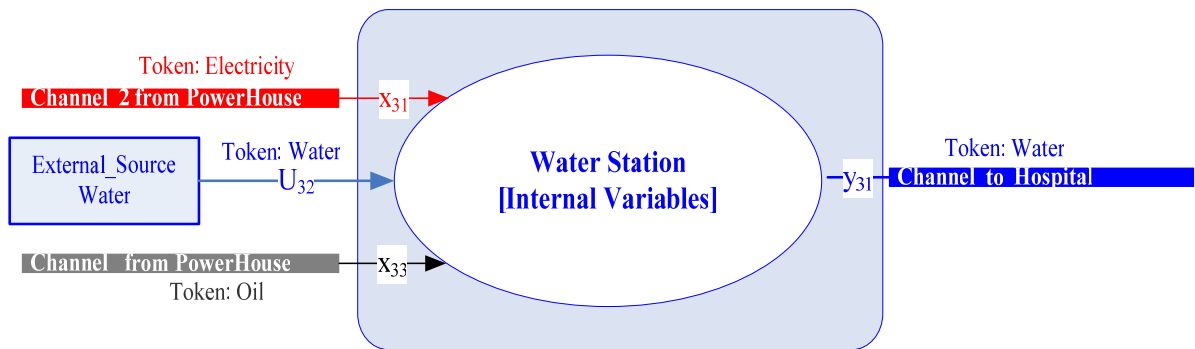 Token: Electricity
Channel 2 from PowerHouse
x31
External_Source
Water
Token: Water
U32
Water Station
[Internal Variables]
Token: Water
y31
Channel to Hospital
Channel from PowerHouse
x33
Token: Oil